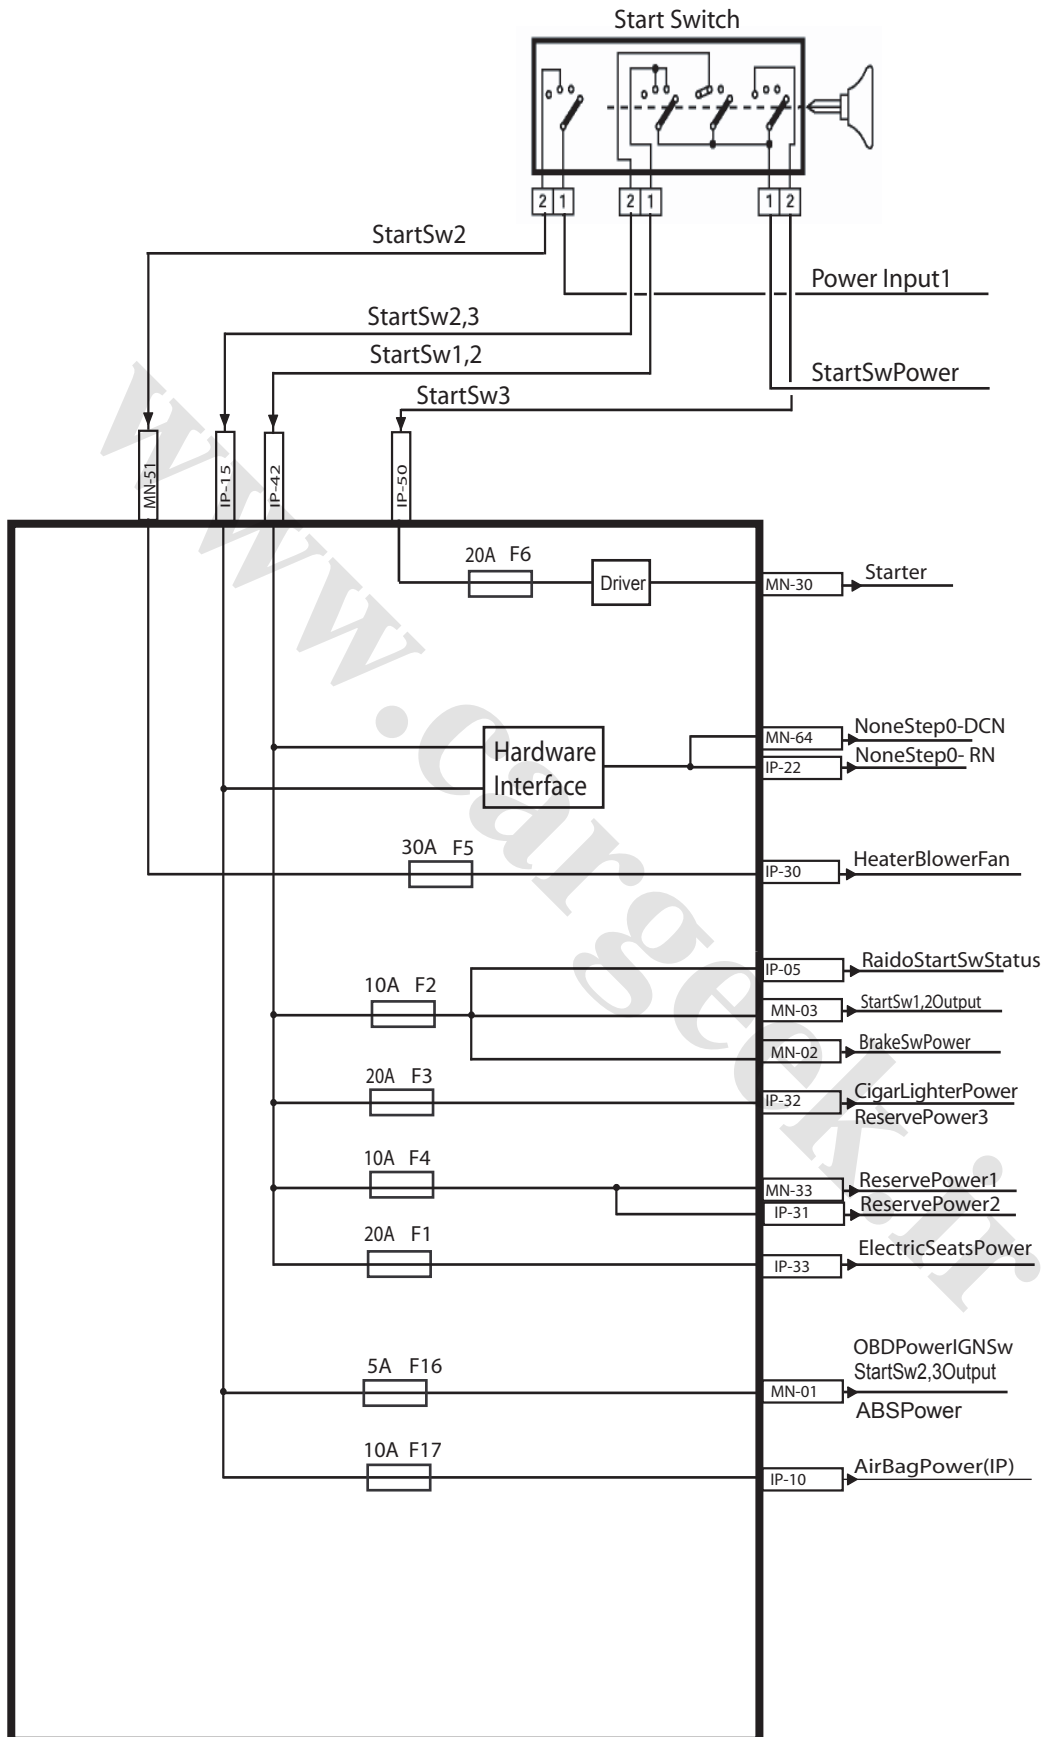 Start Switch
2 1
2 1
1 2
StartSw2
Power Input1
StartSw2,3
StartSw1,2
StartSwPower
StartSw3
MN-51
IP-15
IP-42
IP-50
20A F6
Driver
MN-30
Starter
Hardware
Interface
MN-64
NoneStep0-DCN
IP-22
NoneStep0- RN
30A F5
IP-30
HeaterBlowerFan
IP-05
RaidoStartSwStatus
10A F2
MN-03
StartSw1,2Output
MN-02
BrakeSwPower
20A F3
IP-32
CigarLighterPower
ReservePower3
10A F4
MN-33
ReservePower1
IP-31
ReservePower2
20A F1
IP-33
ElectricSeatsPower
OBDPowerIGNSw
5A F16
StartSw2,3Output
MN-01
ABSPower
10A F17
IP-10
AirBagPower(IP)
www.cargeek.ir